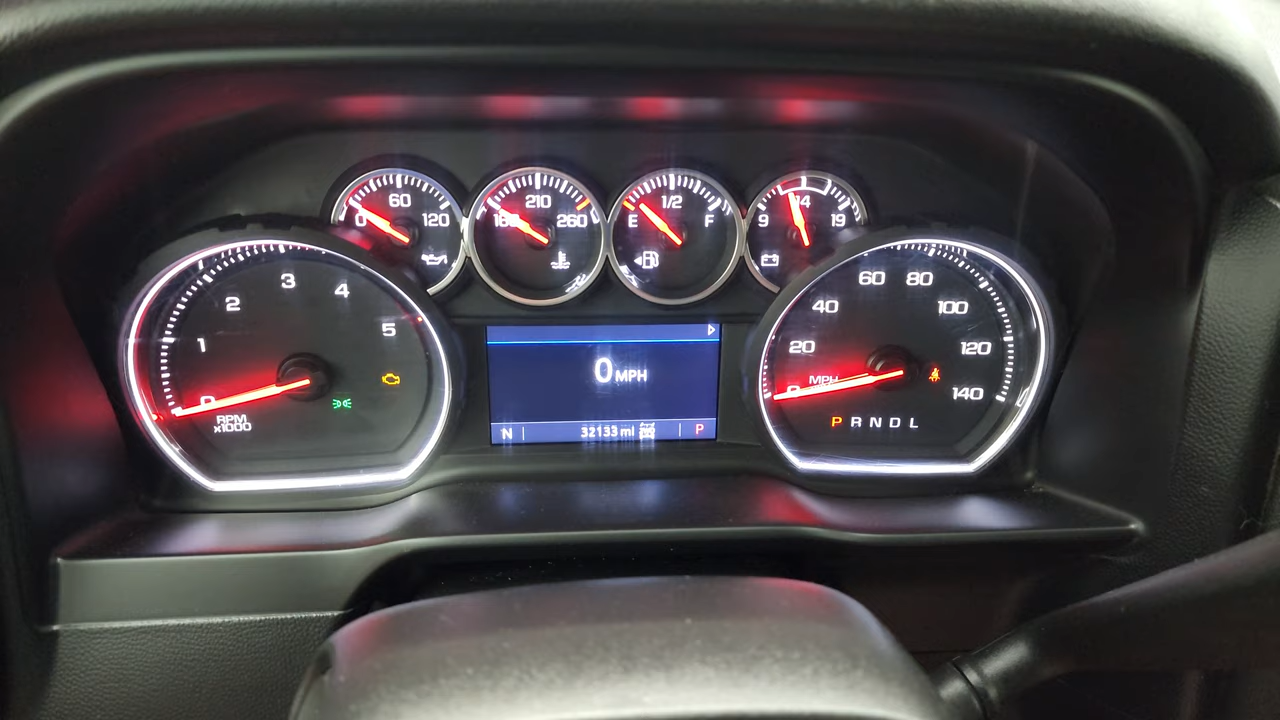 0 60 120
160 210 260
E 1/2 F
9 14 19
0 1 2 3 4 5
RPM
x1000
0 MPH
N 32133 mi P
0 20 40 60 80 100 120 140
MPH
P R N D L